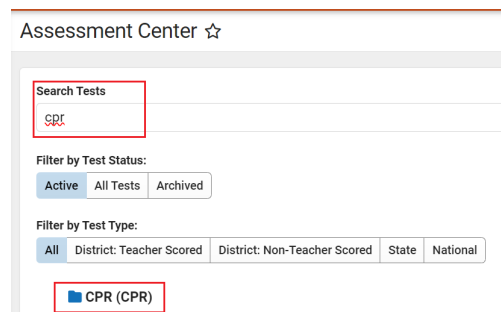 Assessment Center
Search Tests
cpr
Filter by Test Status:
Active All Tests Archived
Filter by Test Type:
All District: Teacher Scored District: Non-Teacher Scored State National
CPR (CPR)